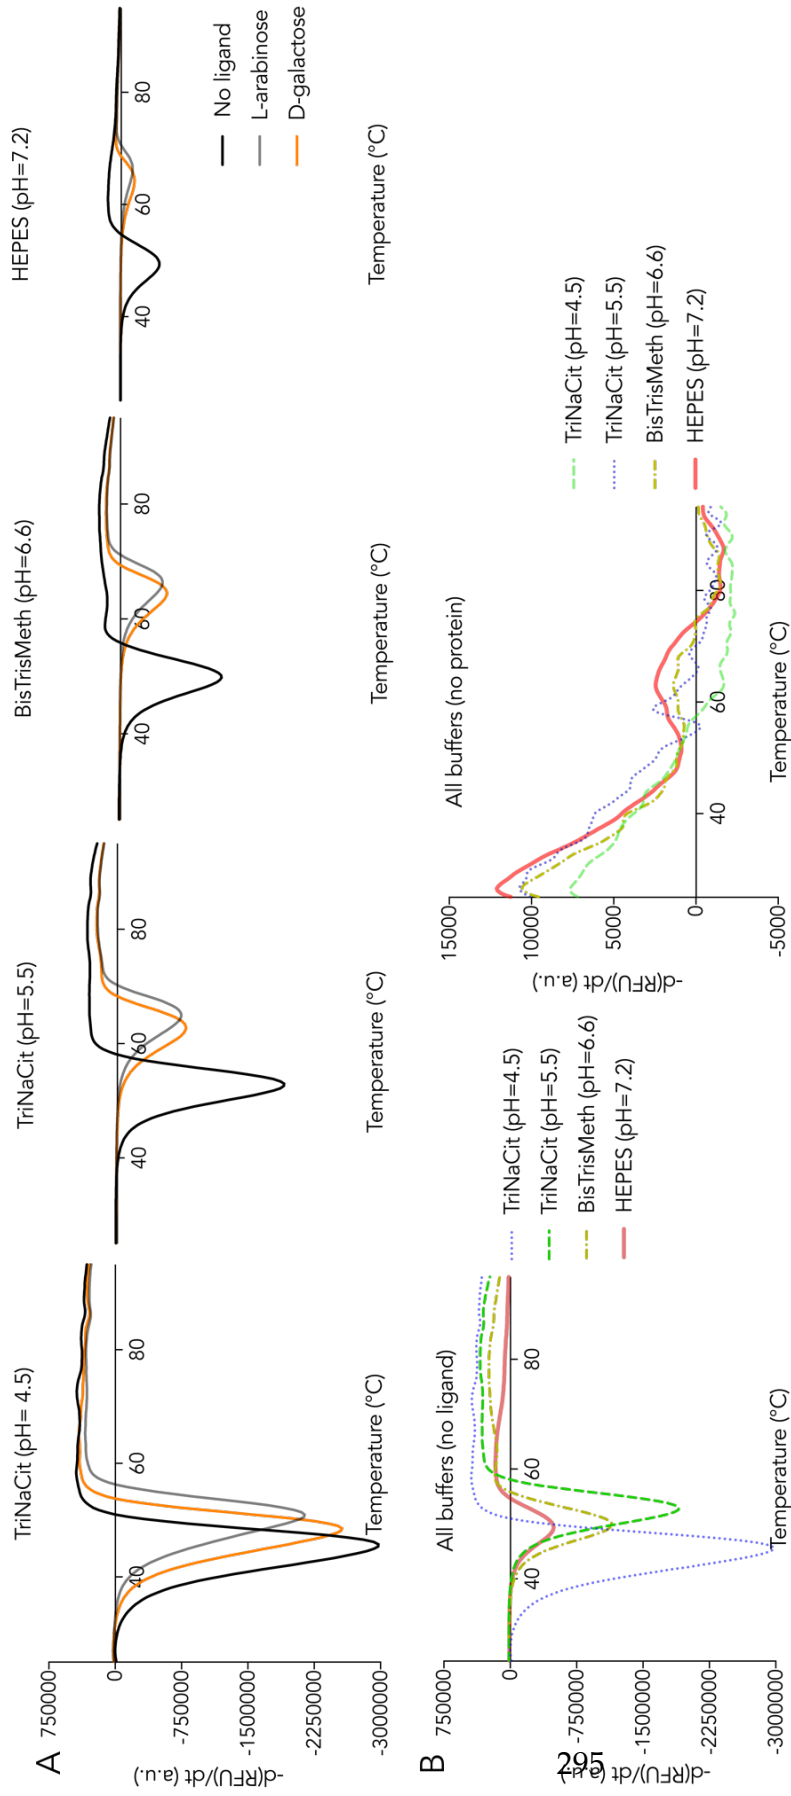 A
TriNaCit (pH= 4.5)
TriNaCit (pH=5.5)
BisTrisMeth (pH=6.6)
HEPES (pH=7.2)
-d(RFU)/dt (a.u.)
750000
0
-750000
-1500000
-2250000
-3000000
40 60 80
40 60 80
40 60 80
40 60 80
No ligand
L-arabinose
D-galactose
Temperature (°C)
Temperature (°C)
Temperature (°C)
Temperature (°C)
B
All buffers (no ligand)
-d(RFU)/dt (a.u.)
750000
0
-750000
-1500000
-2250000
-3000000
40 60 80
TriNaCit (pH=4.5)
TriNaCit (pH=5.5)
BisTrisMeth (pH=6.6)
HEPES (pH=7.2)
Temperature (°C)
All buffers (no protein)
-d(RFU)/dt (a.u.)
15000
10000
5000
0
-5000
40 60 80
TriNaCit (pH=4.5)
TriNaCit (pH=5.5)
BisTrisMeth (pH=6.6)
HEPES (pH=7.2)
Temperature (°C)
295